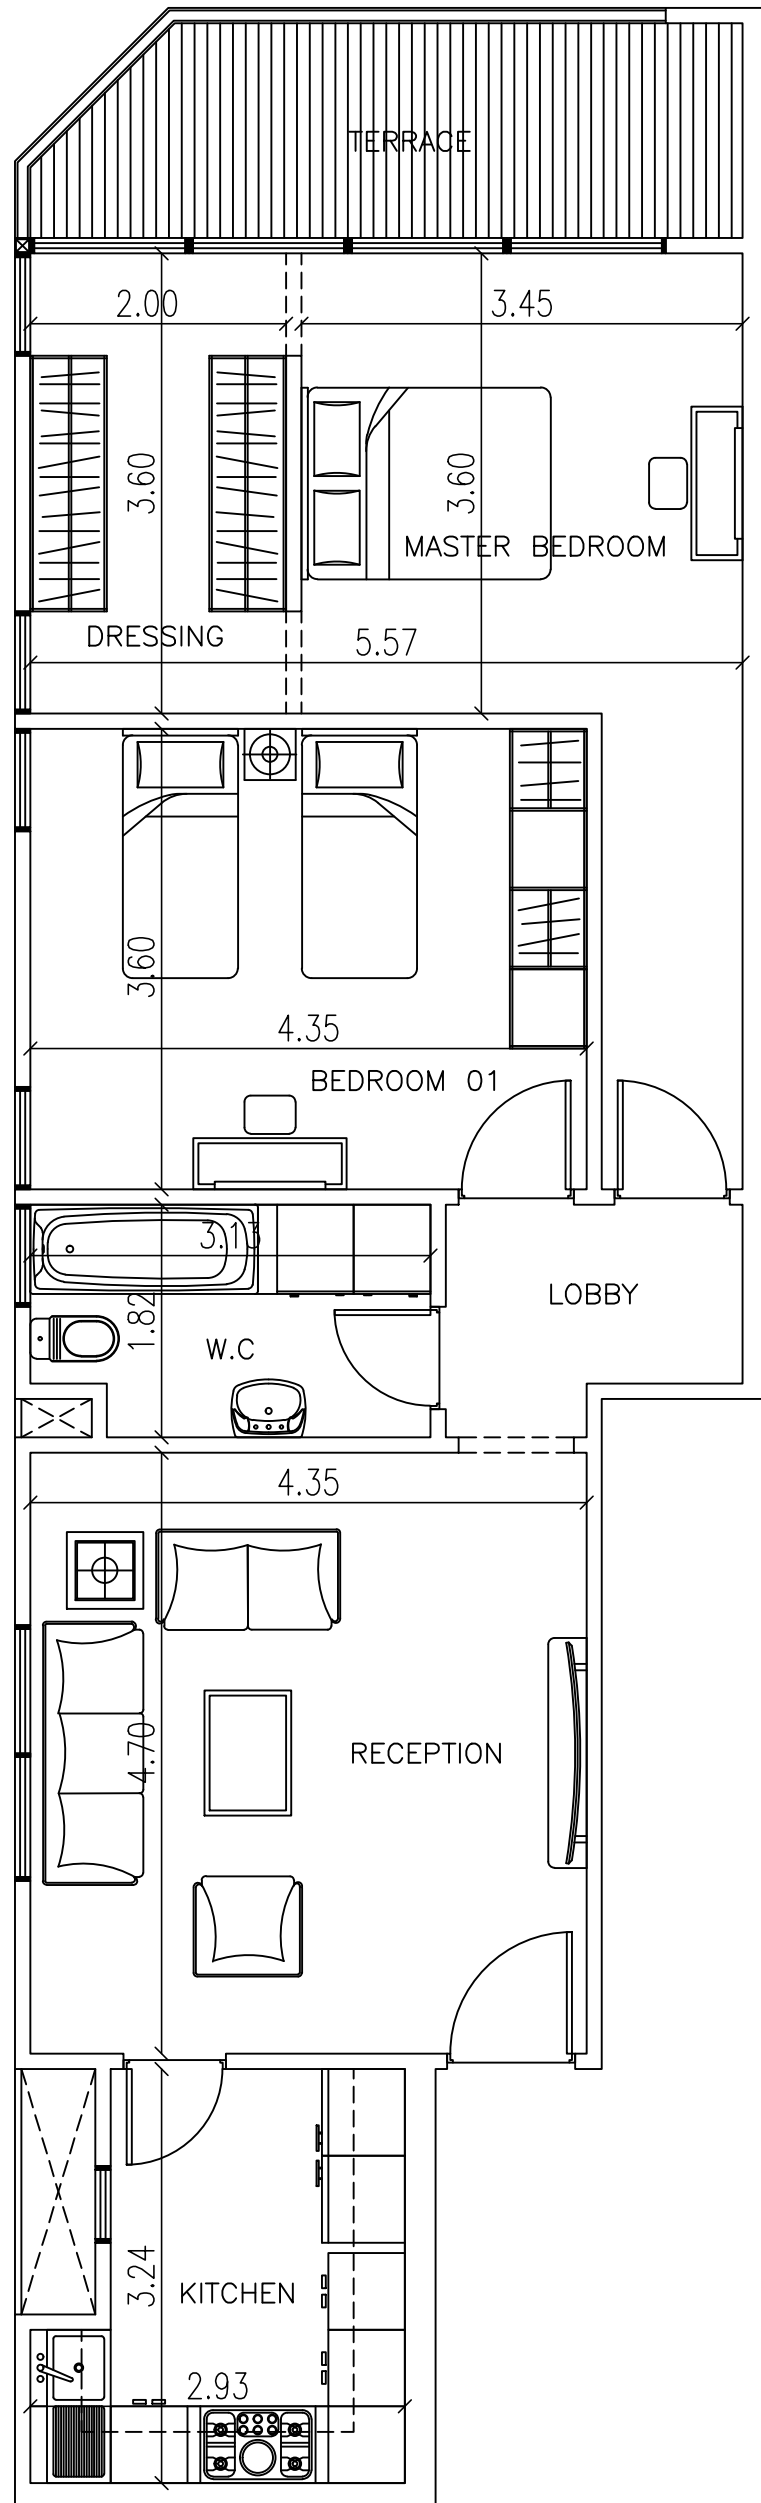 TERRACE
2.00
3.45
3.60
3.60
MASTER BEDROOM
DRESSING
5.57
3.60
4.35
BEDROOM 01
3.13
LOBBY
1.82
W.C
4.35
4.70
RECEPTION
3.24
KITCHEN
2.93